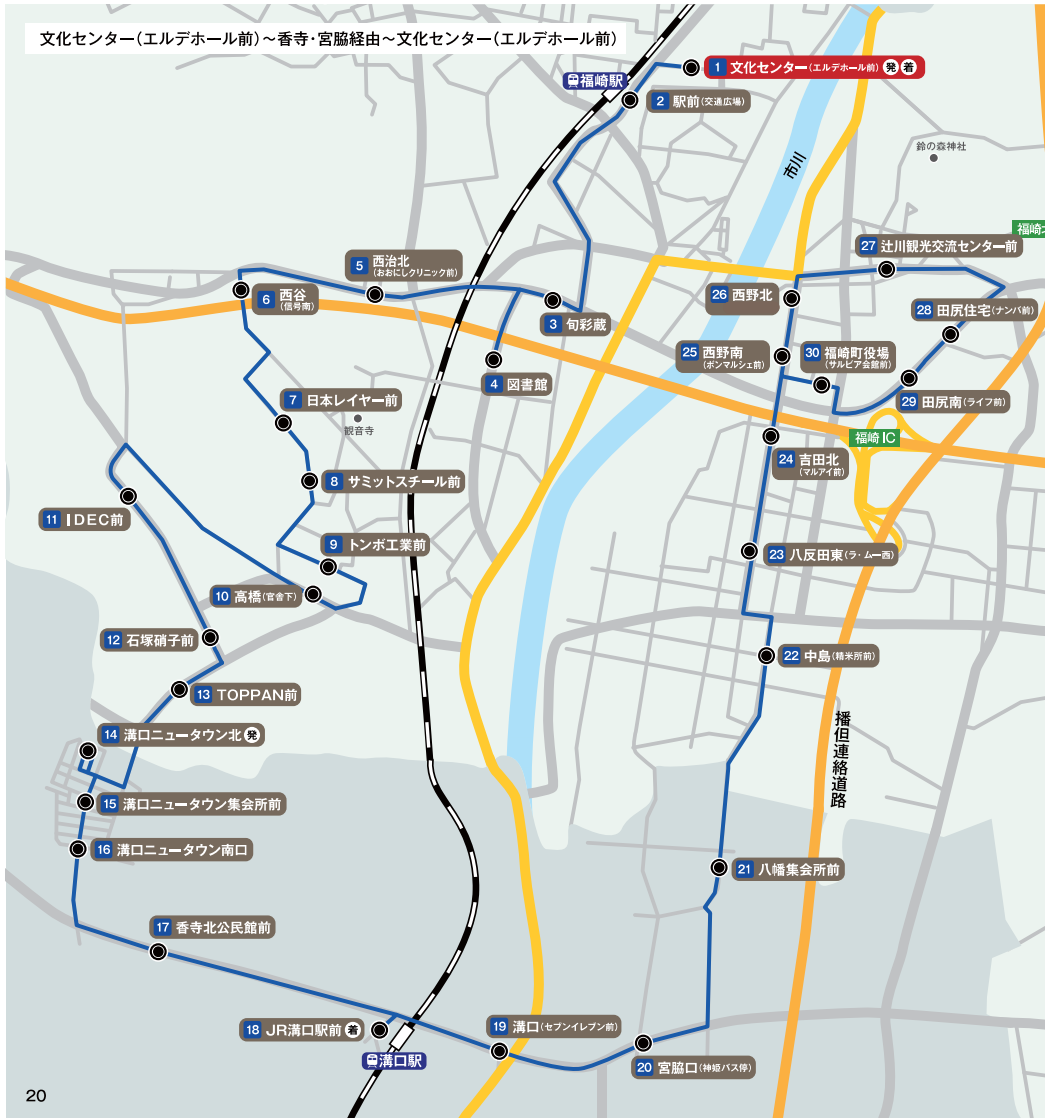 文化センター(エルデホール前)～香寺・宮脇経由～文化センター(エルデホール前)
福崎駅
1 文化センター(エルデホール前) 発 着
2 駅前(交通広場)
市川
鈴の森神社
福崎
27 辻川観光交流センター前
5 西治北
(おおにしクリニック前)
6 西谷
(信号南)
3 旬彩蔵
26 西野北
28 田尻住宅(ナンバ前)
25 西野南
(ボンマルシェ前)
30 福崎町役場
(サルビア会館前)
4 図書館
29 田尻南(ライフ前)
7 日本レイヤー前
観音寺
福崎IC
24 吉田北
(マルアイ前)
8 サミットスチール前
11 IDEC前
9 トンボ工業前
23 八反田東(ラ・ムー西)
10 高橋(官舎下)
12 石塚硝子前
22 中島(精米所前)
13 TOPPAN前
播但連絡道路
14 溝口ニュータウン北 発
15 溝口ニュータウン集会所前
16 溝口ニュータウン南口
21 八幡集会所前
17 香寺北公民館前
18 JR溝口駅前 着
19 溝口(セブンイレブン前)
溝口駅
20 宮脇口(神姫バス停)
20